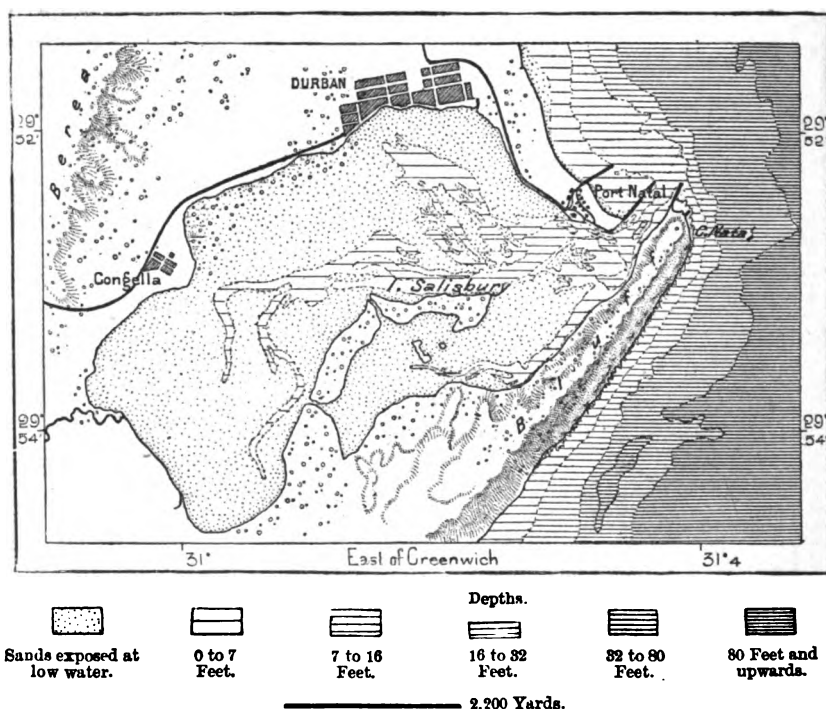 DURBAN
Berea
29°
52'
29°
52'
Port Natal
C. Natal
Congella
I. Salisbury
Bluff
29°
54'
29°
54'
31°
East of Greenwich
31°4
Depths.
Sands exposed at low water.
0 to 7 Feet.
7 to 16 Feet.
16 to 32 Feet.
32 to 80 Feet.
80 Feet and upwards.
2,200 Yards.